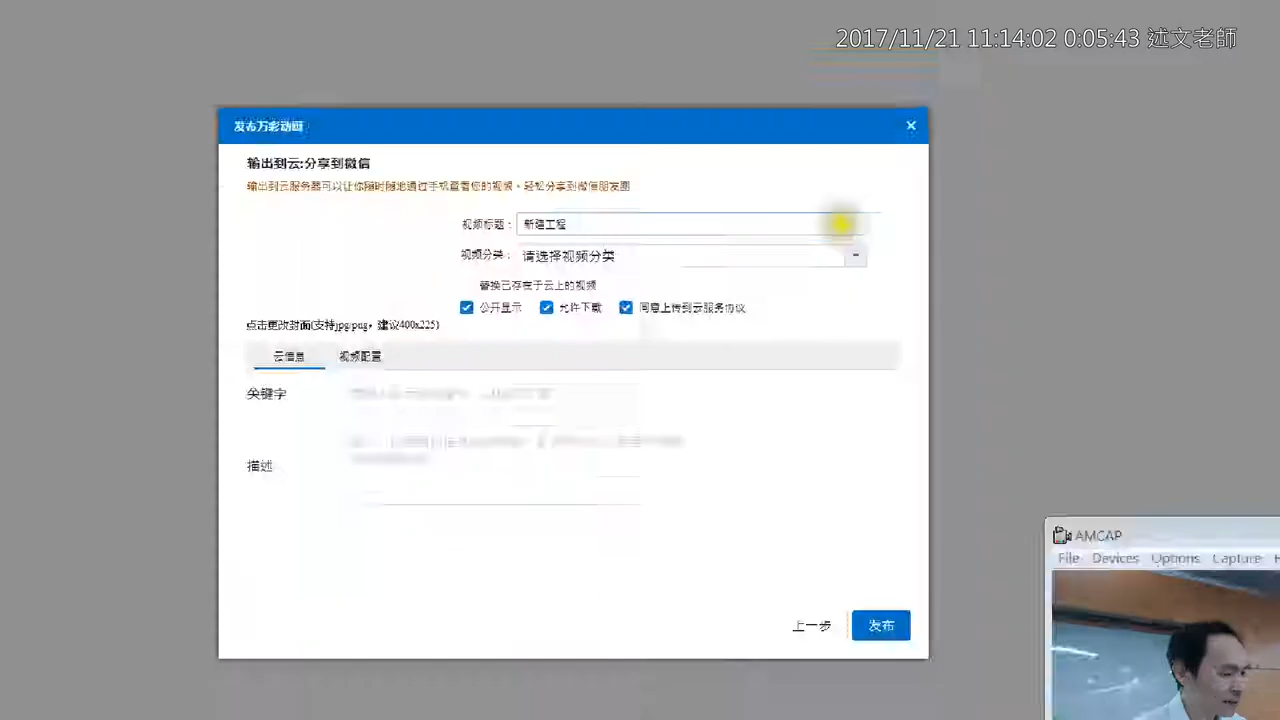 2017/11/21 11:14:02 0:05:43 述文老師
发布万彩动画
输出到云:分享到微信
输出到云服务器可以让你随时随地通过手机查看您的视频，轻松分享到微信朋友圈
视频标题： 新建工程
视频分类： 请选择视频分类
替换已存在于云上的视频
公开显示 允许下载 同意上传到云服务协议
点击更改封面(支持jpg/png，建议400x225)
云信息 视频配置
关键字
描述
上一步 发布
AMCAP
File Devices Options Capture